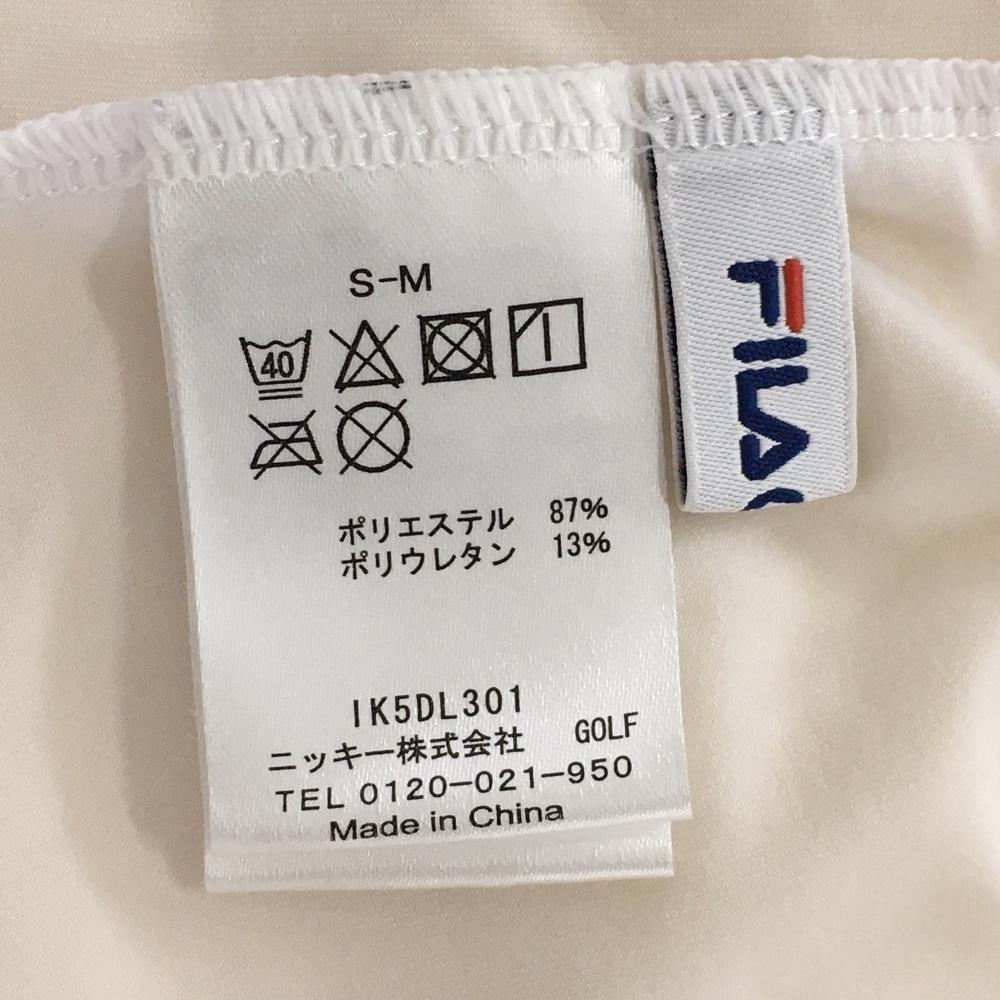 S-M
40
ポリエステル 87%
ポリウレタン 13%
IK5DL301
ニッキー株式会社 GOLF
TEL 0120-021-950
Made in China
FILA